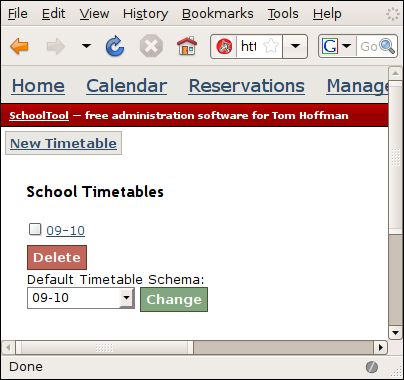 File Edit View History Bookmarks Tools Help
htt G Go
Home Calendar Reservations Manage
SchoolTool — free administration software for Tom Hoffman
New Timetable
School Timetables
09-10
Delete
Default Timetable Schema:
09-10 Change
Done